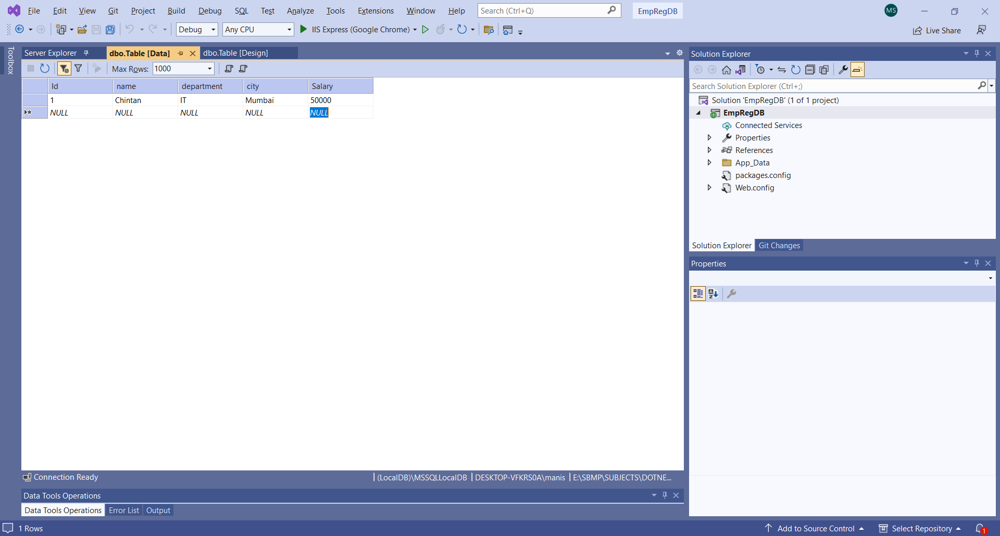 File Edit View Git Project Build Debug SQL Test Analyze Tools Extensions Window Help Search (Ctrl+Q) EmpRegDB MS
Debug Any CPU IIS Express (Google Chrome) Live Share
Toolbox
Server Explorer dbo.Table [Data] dbo.Table [Design]
Max Rows: 1000
Id name department city Salary
1 Chintan IT Mumbai 50000
NULL NULL NULL NULL NULL
Connection Ready (LocalDB)\MSSQLLocalDB DESKTOP-VFKRS0A\manis E:\SBMP\SUBJECTS\DOTNE...
Data Tools Operations
Data Tools Operations Error List Output
Solution Explorer
Search Solution Explorer (Ctrl+;)
Solution 'EmpRegDB' (1 of 1 project)
EmpRegDB
Connected Services
Properties
References
App_Data
packages.config
Web.config
Solution Explorer Git Changes
Properties
1 Rows Add to Source Control Select Repository 1